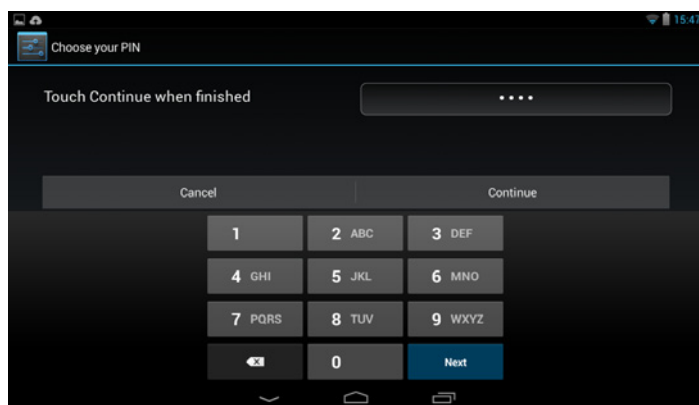 15:47
Choose your PIN
Touch Continue when finished ••••
Cancel Continue
1 2 ABC 3 DEF
4 GHI 5 JKL 6 MNO
7 PQRS 8 TUV 9 WXYZ
0 Next